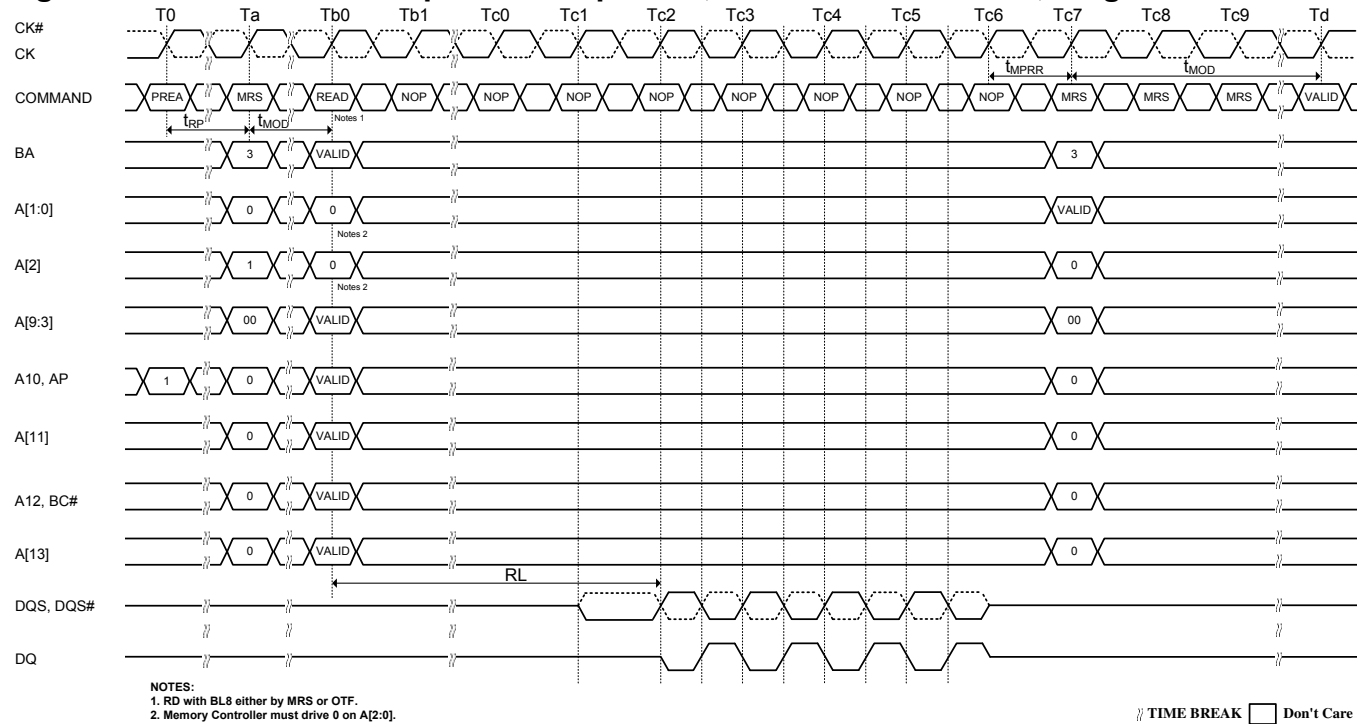 T0 Ta Tb0 Tb1 Tc0 Tc1 Tc2 Tc3 Tc4 Tc5 Tc6 Tc7 Tc8 Tc9 Td
CK#
CK
tMPRR tMOD
COMMAND PREA MRS READ NOP NOP NOP NOP NOP NOP NOP NOP MRS MRS MRS VALID
Notes 1
tRP tMOD
BA 3 VALID 3
A[1:0] 0 0 VALID
Notes 2
A[2] 1 0 0
Notes 2
A[9:3] 00 VALID 00
A10, AP 1 0 VALID 0
A[11] 0 VALID 0
A12, BC# 0 VALID 0
A[13] 0 VALID 0
RL
DQS, DQS#
DQ
NOTES:
1. RD with BL8 either by MRS or OTF.
2. Memory Controller must drive 0 on A[2:0].
TIME BREAK Don't Care